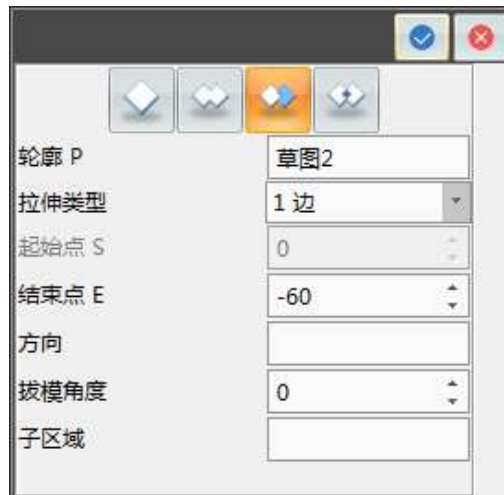 轮廓 P 草图2
拉伸类型 1 边
起始点 S 0
结束点 E -60
方向
拔模角度 0
子区域